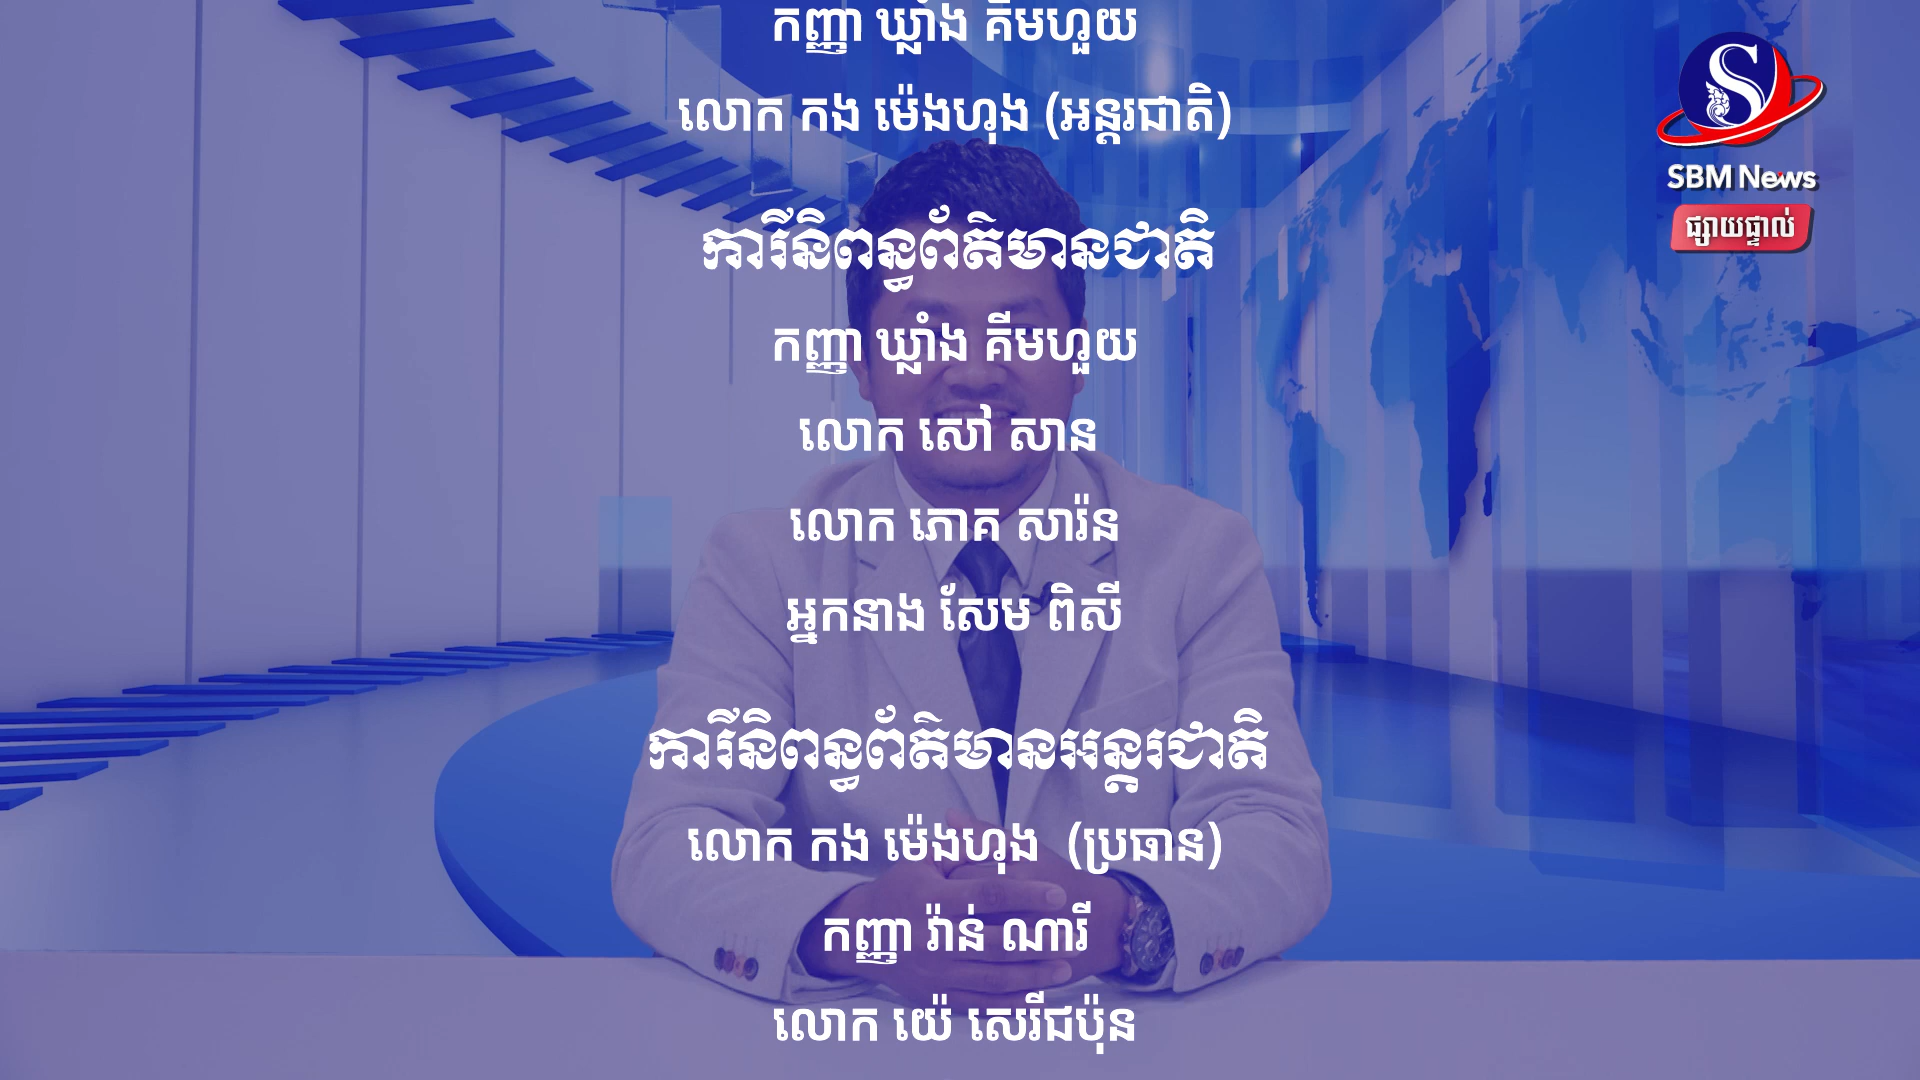 កញ្ញា ឃ្លាំង គីមហួយ
លោក កង ម៉េងហុង (អន្តរជាតិ)
SBM News
ផ្សាយផ្ទាល់
ការីនិពន្ធព័ត៌មានជាតិ
កញ្ញា ឃ្លាំង គីមហួយ
លោក សៅ សាន
លោក ភោគ សារ៉ន
អ្នកនាង សែម ពិសី
ការីនិពន្ធព័ត៌មានអន្តរជាតិ
លោក កង ម៉េងហុង (ប្រធាន)
កញ្ញា វ៉ាន់ ណារី
លោក យ៉េ សេរីជប៉ុន